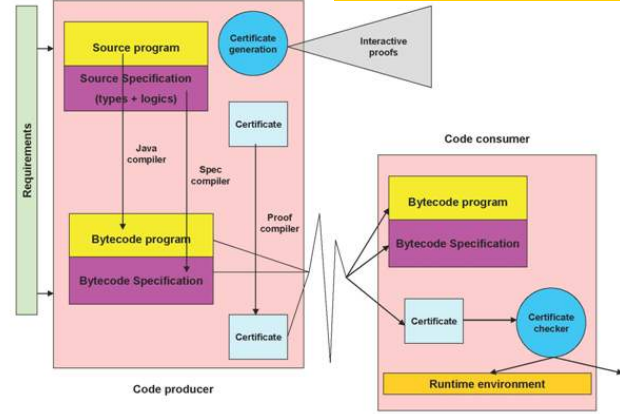 Requirements
Source program
Source Specification
(types + logics)
Certificate
generation
Interactive
proofs
Certificate
Java
compiler
Spec
compiler
Proof
compiler
Bytecode program
Bytecode Specification
Certificate
Code producer
Code consumer
Bytecode program
Bytecode Specification
Certificate
Certificate
checker
Runtime environment